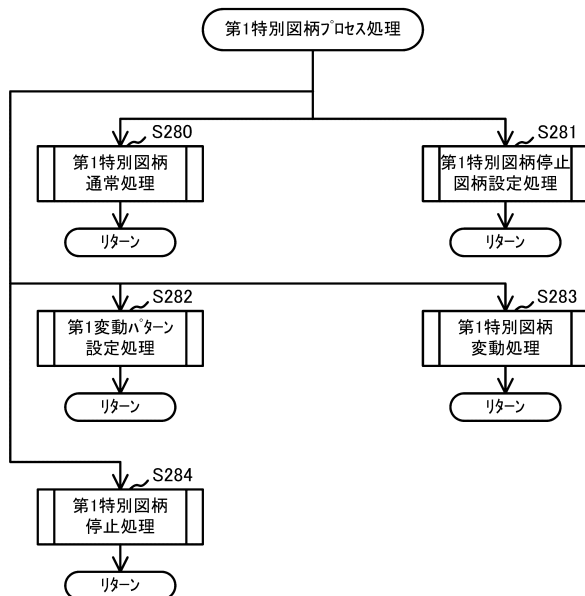 第1特別図柄プロセス処理
S280
第1特別図柄
通常処理
リターン
S281
第1特別図柄停止
図柄設定処理
リターン
S282
第1変動パターン
設定処理
リターン
S283
第1特別図柄
変動処理
リターン
S284
第1特別図柄
停止処理
リターン